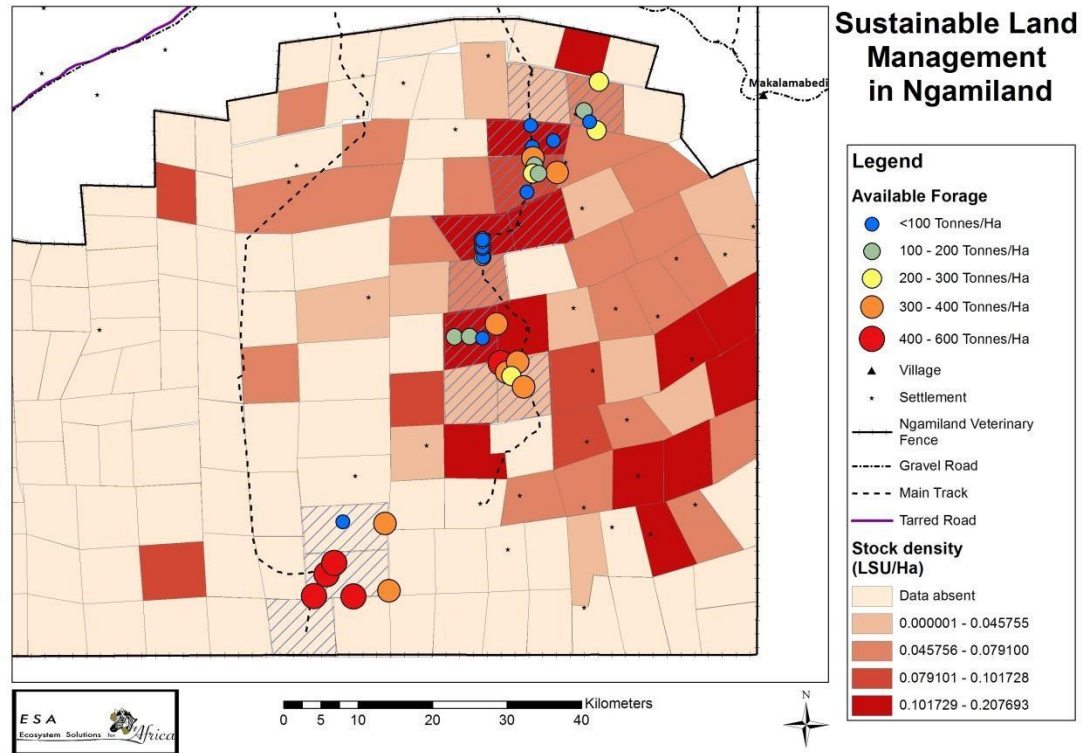 Sustainable Land
Management
in Ngamiland
Makalamabedi
Legend
Available Forage
<100 Tonnes/Ha
100 - 200 Tonnes/Ha
200 - 300 Tonnes/Ha
300 - 400 Tonnes/Ha
400 - 600 Tonnes/Ha
Village
Settlement
Ngamiland Veterinary
Fence
Gravel Road
Main Track
Tarred Road
Stock density
(LSU/Ha)
Data absent
0.000001 - 0.045755
0.045756 - 0.079100
0.079101 - 0.101728
0.101729 - 0.207693
ESA
Ecosystem Solutions for Africa
Kilometers
0 5 10 20 30 40
N